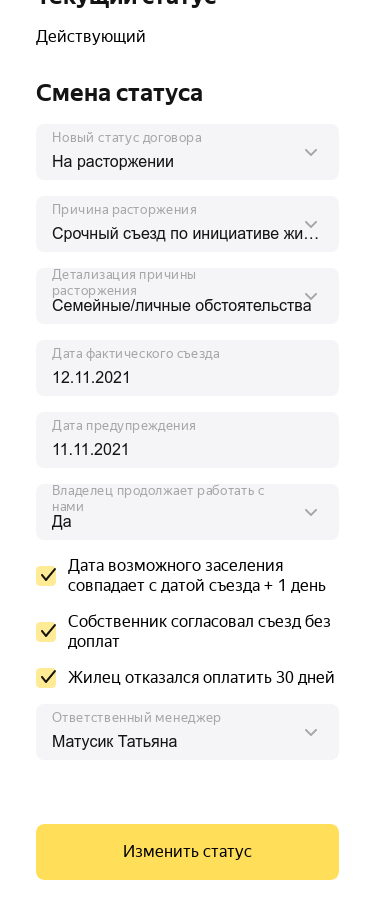 Текущий статус
Действующий
Смена статуса
Новый статус договора
На расторжении
Причина расторжения
Срочный съезд по инициативе жи…
Детализация причины
расторжения
Семейные/личные обстоятельства
Дата фактического съезда
12.11.2021
Дата предупреждения
11.11.2021
Владелец продолжает работать с
нами
Да
Дата возможного заселения
совпадает с датой съезда + 1 день
Собственник согласовал съезд без
доплат
Жилец отказался оплатить 30 дней
Ответственный менеджер
Матусик Татьяна
Изменить статус